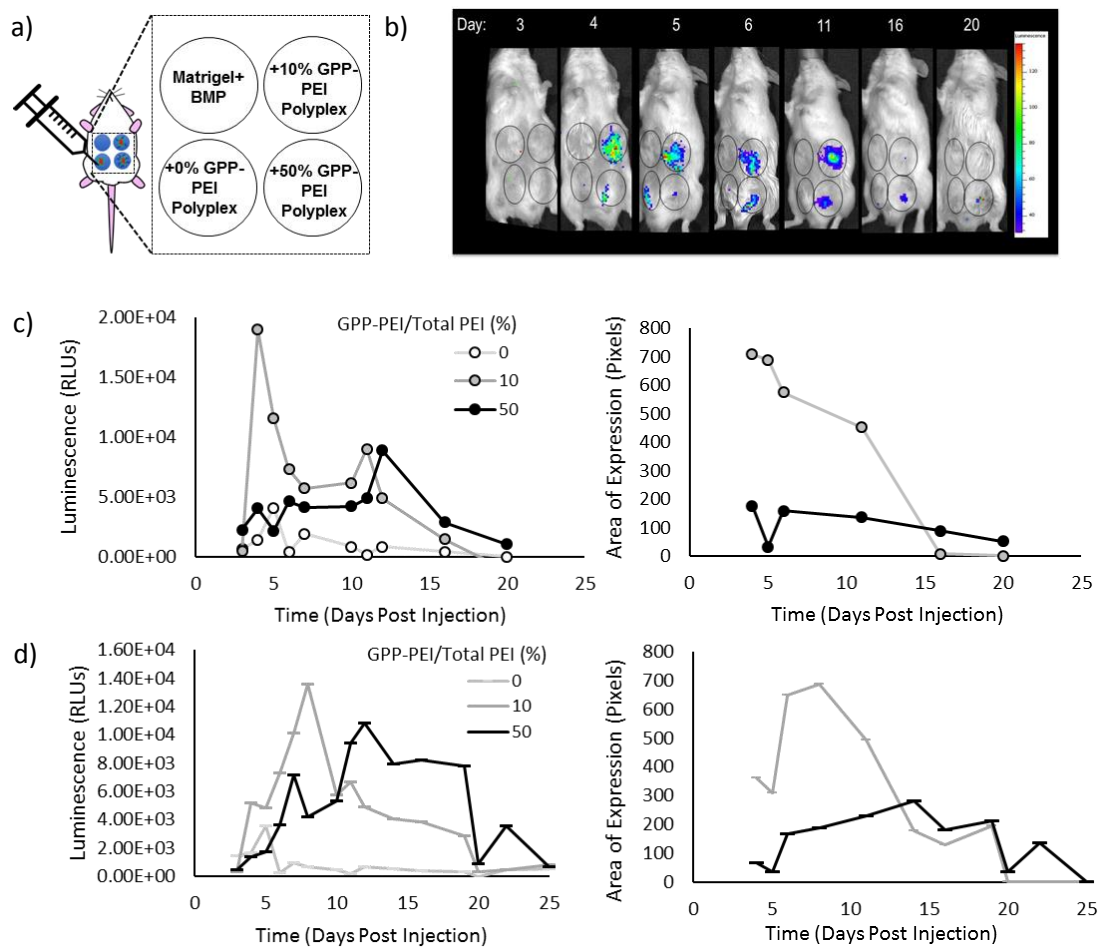 a)
Matrigel+
BMP
+10% GPP-
PEI
Polyplex
+0% GPP-
PEI
Polyplex
+50% GPP-
PEI
Polyplex
b)
Day: 3 4 5 6 11 16 20
Luminescence
120
100
80
60
40
c)
Luminescence (RLUs)
2.00E+04
1.50E+04
1.00E+04
5.00E+03
0.00E+00
GPP-PEI/Total PEI (%)
0
10
50
0 5 10 15 20 25
Time (Days Post Injection)
Area of Expression (Pixels)
800
700
600
500
400
300
200
100
0
0 5 10 15 20 25
Time (Days Post Injection)
d)
Luminescence (RLUs)
1.60E+04
1.40E+04
1.20E+04
1.00E+04
8.00E+03
6.00E+03
4.00E+03
2.00E+03
0.00E+00
GPP-PEI/Total PEI (%)
0
10
50
0 5 10 15 20 25
Time (Days Post Injection)
Area of Expression (Pixels)
800
700
600
500
400
300
200
100
0
0 5 10 15 20 25
Time (Days Post Injection)